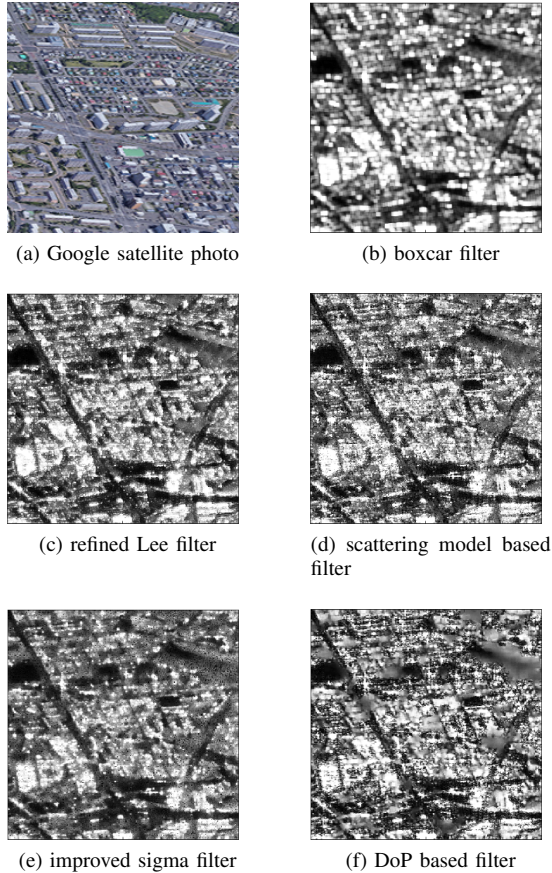 (a) Google satellite photo
(b) boxcar filter
(c) refined Lee filter
(d) scattering model based
filter
(e) improved sigma filter
(f) DoP based filter